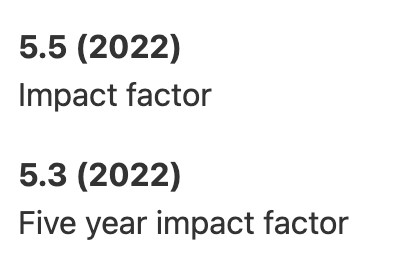 5.5 (2022)
Impact factor
5.3 (2022)
Five year impact factor